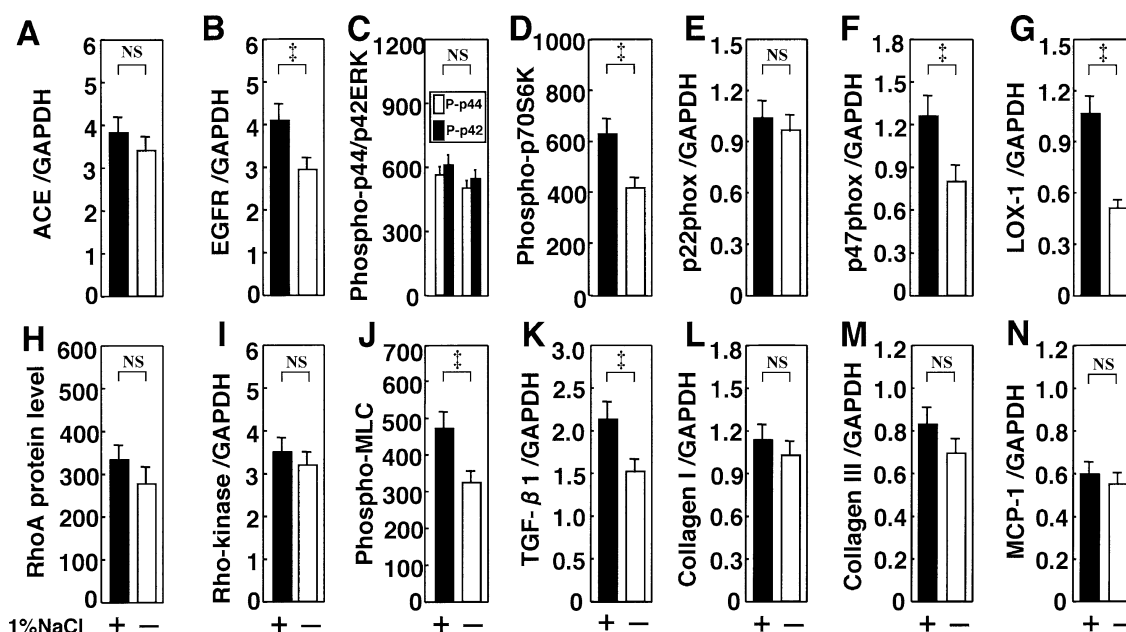 A
ACE /GAPDH
6
5
4
3
2
1
0
NS
B
EGFR /GAPDH
6
5
4
3
2
1
0
‡
C
Phospho-p44/p42ERK
1200
900
600
300
0
NS
P-p44
P-p42
D
Phospho-p70S6K
1000
800
600
400
200
0
‡
E
p22phox /GAPDH
1.5
1.2
0.9
0.6
0.3
0
NS
F
p47phox /GAPDH
1.8
1.5
1.2
0.9
0.6
0.3
0
‡
G
LOX-1 /GAPDH
1.5
1.2
0.9
0.6
0.3
0
‡
H
RhoA protein level
600
500
400
300
200
100
0
NS
I
Rho-kinase /GAPDH
6
5
4
3
2
1
0
NS
J
Phospho-MLC
700
600
500
400
300
200
100
0
‡
K
TGF-β1 /GAPDH
3.0
2.5
2.0
1.5
1.0
0.5
0
‡
L
Collagen I /GAPDH
1.8
1.5
1.2
0.9
0.6
0.3
0
NS
M
Collagen III /GAPDH
1.2
1.0
0.8
0.6
0.4
0.2
0
NS
N
MCP-1 /GAPDH
1.2
1.0
0.8
0.6
0.4
0.2
0
NS
1%NaCl + − + − + − + − + − + − + −